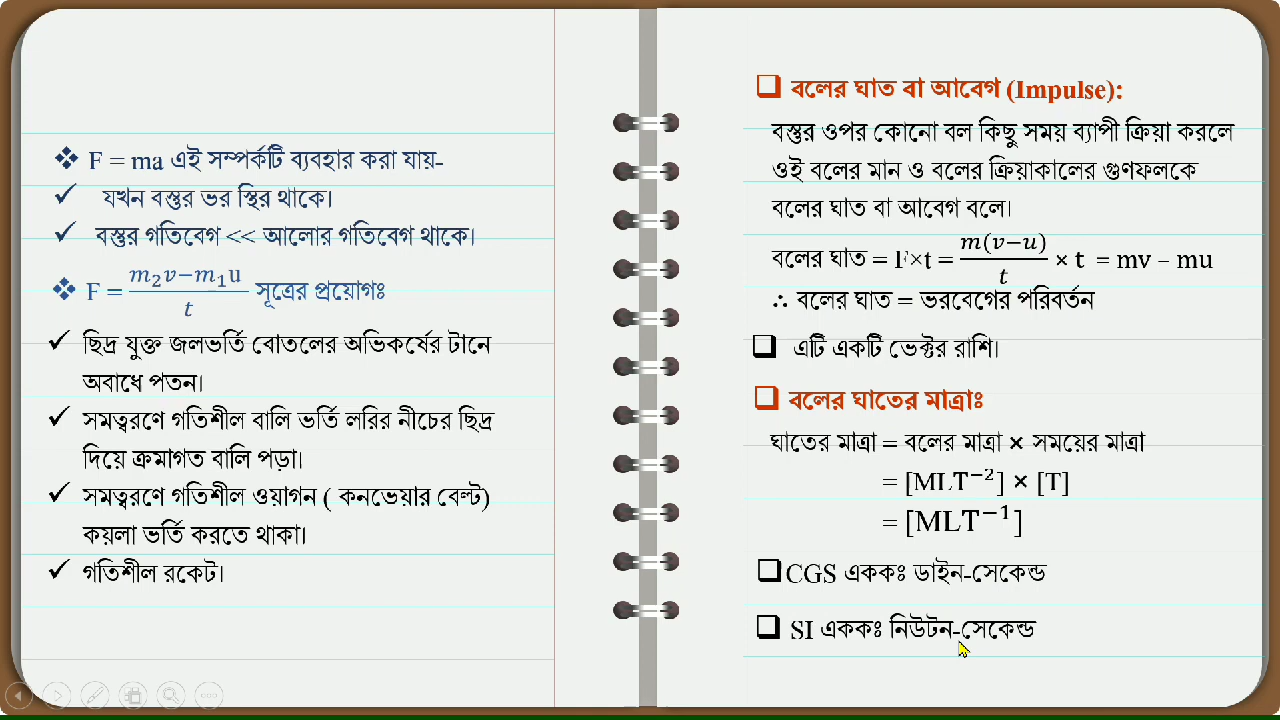 ❖ F = ma এই সম্পর্কটি ব্যবহার করা যায়-
✓ যখন বস্তুর ভর স্থির থাকে।
✓ বস্তুর গতিবেগ << আলোর গতিবেগ থাকে।
❖ F = (m₂v−m₁u)/t সূত্রের প্রয়োগঃ
✓ ছিদ্র যুক্ত জলভর্তি বোতলের অভিকর্ষের টানে
অবাধে পতন।
✓ সমত্বরণে গতিশীল বালি ভর্তি লরির নীচের ছিদ্র
দিয়ে ক্রমাগত বালি পড়া।
✓ সমত্বরণে গতিশীল ওয়াগন ( কনভেয়ার বেল্ট)
কয়লা ভর্তি করতে থাকা।
✓ গতিশীল রকেট।
❑ বলের ঘাত বা আবেগ (Impulse):
বস্তুর ওপর কোনো বল কিছু সময় ব্যাপী ক্রিয়া করলে
ওই বলের মান ও বলের ক্রিয়াকালের গুণফলকে
বলের ঘাত বা আবেগ বলে।
বলের ঘাত = F×t = m(v−u)/t × t = mv – mu
∴ বলের ঘাত = ভরবেগের পরিবর্তন
❑ এটি একটি ভেক্টর রাশি।
❑ বলের ঘাতের মাত্রাঃ
ঘাতের মাত্রা = বলের মাত্রা × সময়ের মাত্রা
= [MLT⁻²] × [T]
= [MLT⁻¹]
❑ CGS এককঃ ডাইন-সেকেন্ড
❑ SI এককঃ নিউটন-সেকেন্ড